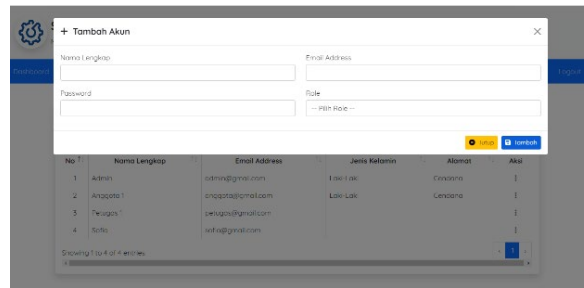 + Tambah Akun ×
Nama Lengkap Email Address
Password Role
-- Pilih Role --
Tutup Tambah
Dashboard Logout
No Nama Lengkap Email Address Jenis Kelamin Alamat Aksi
1 Admin admin@gmail.com Laki-Laki Cendana
2 Anggota 1 anggota@gmail.com Laki-Laki Cendana
3 Petugas 1 petugas@gmail.com
4 Sofia sofia@gmail.com
Showing 1 to 4 of 4 entries
1